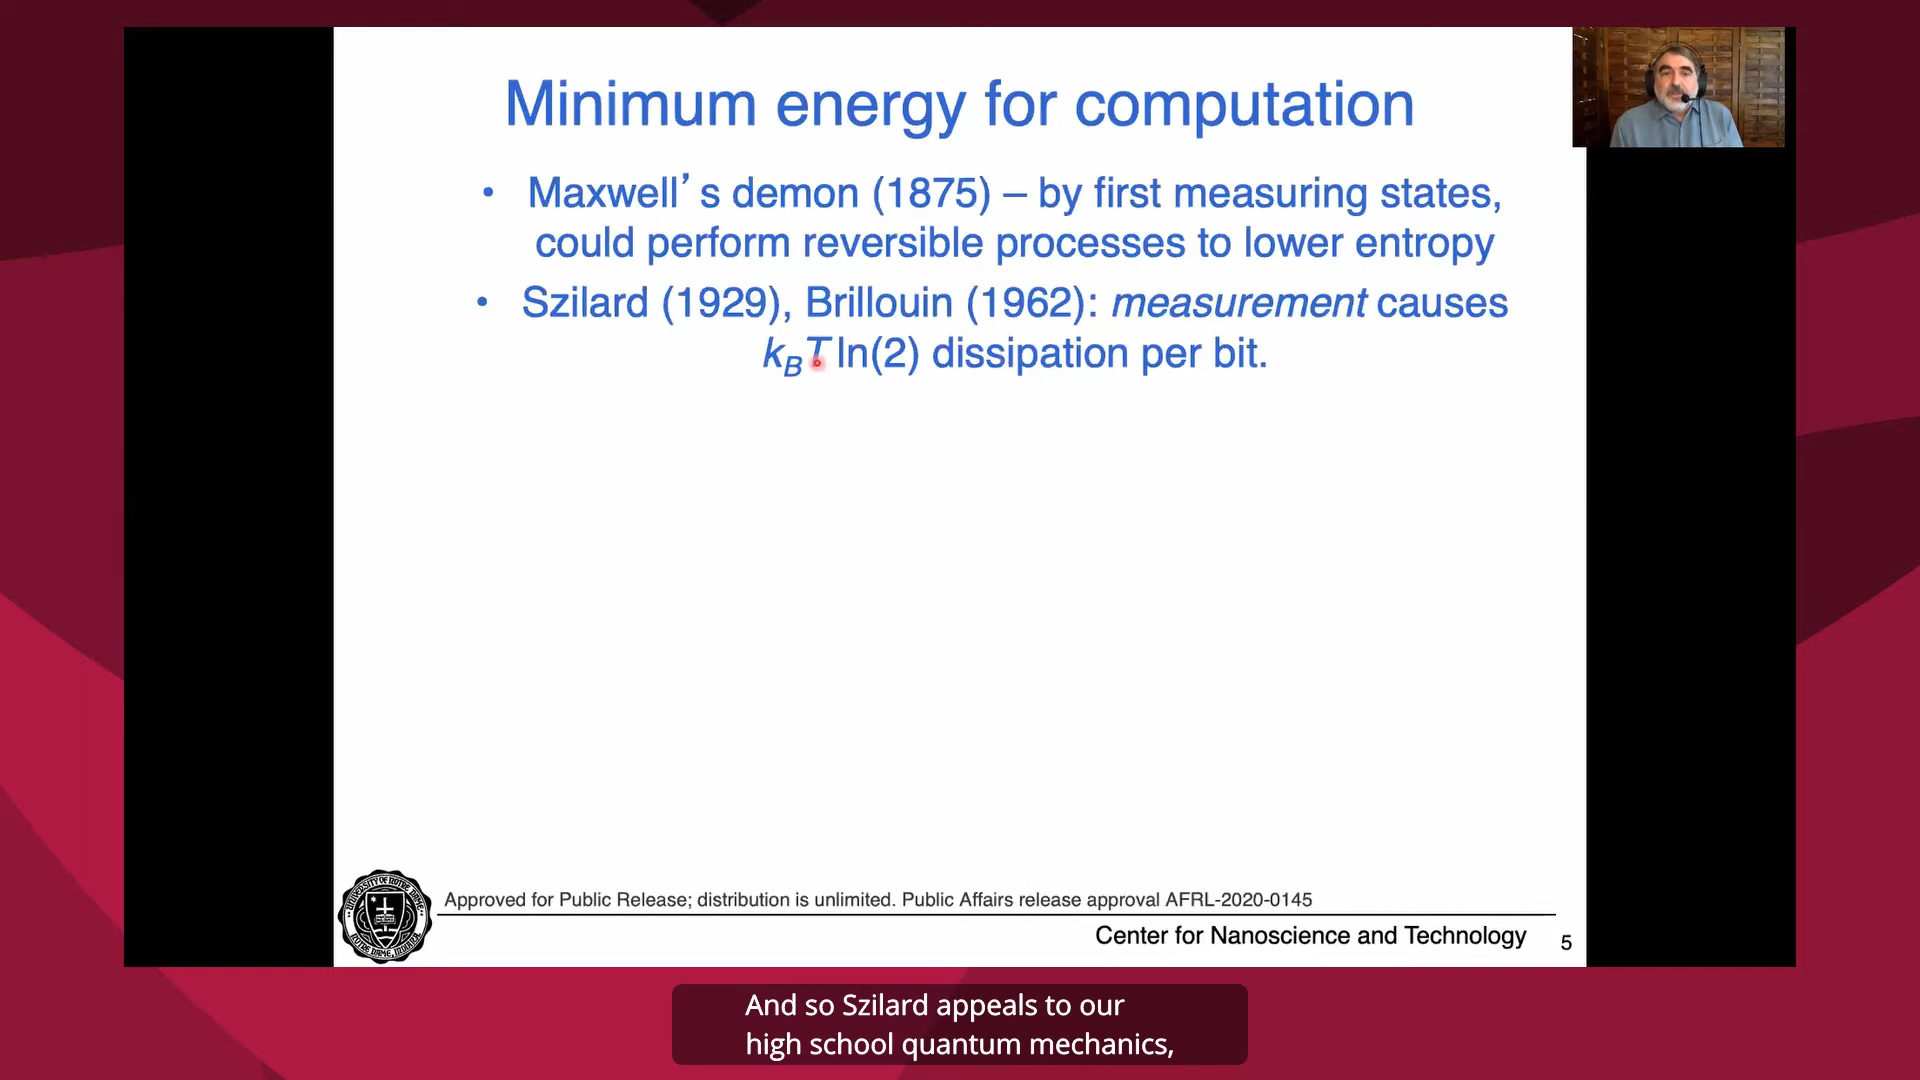 Minimum energy for computation
• Maxwell’s demon (1875) – by first measuring states,
could perform reversible processes to lower entropy
• Szilard (1929), Brillouin (1962): measurement causes
kBT ln(2) dissipation per bit.
Approved for Public Release; distribution is unlimited. Public Affairs release approval AFRL-2020-0145
Center for Nanoscience and Technology
5
And so Szilard appeals to our
high school quantum mechanics,